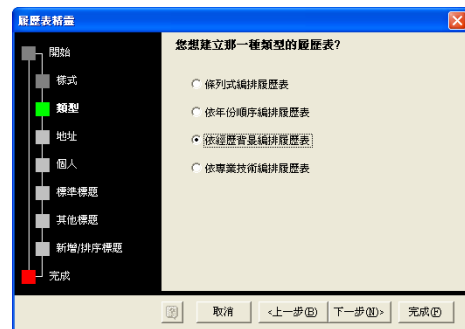 履歷表精靈
您想建立那一種類型的履歷表?
開始
樣式
類型
地址
個人
標準標題
其他標題
新增/排序標題
完成
條列式編排履歷表
依年份順序編排履歷表
依經歷背景編排履歷表
依專業技術編排履歷表
取消
<上一步(B)
下一步(N)>
完成(F)